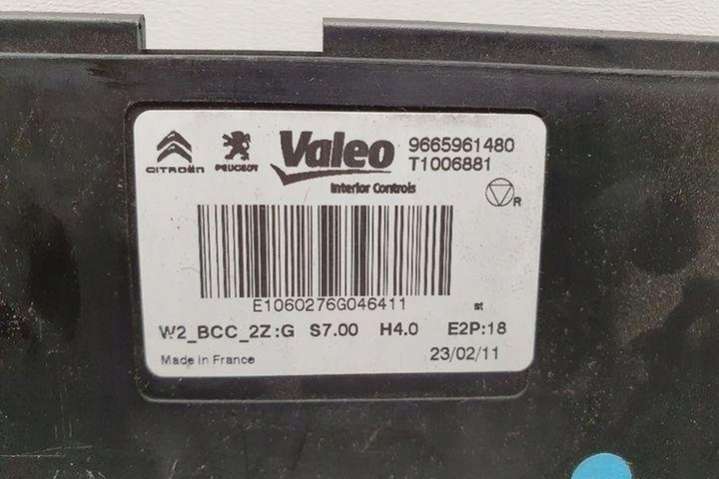 CITROËN PEUGEOT Valeo 9665961480
T1006881
Interior Controls
R
E1060276G046411
st
W2_BCC_2Z:G S7.00 H4.0 E2P:18
Made in France 23/02/11